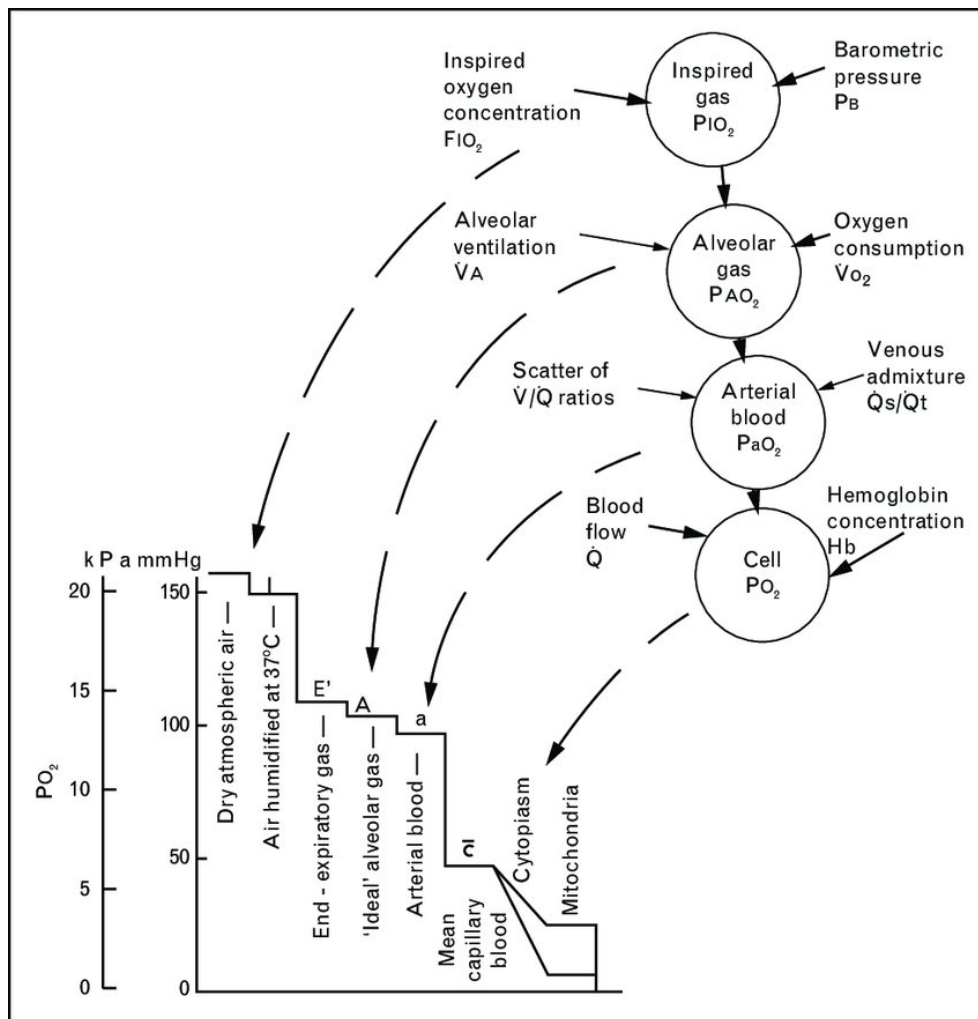 Inspired
oxygen
concentration
FIO₂
Inspired
gas
PIO₂
Barometric
pressure
PB
Alveolar
ventilation
V̇A
Alveolar
gas
PAO₂
Oxygen
consumption
V̇O₂
Scatter of
V̇/Q̇ ratios
Arterial
blood
PaO₂
Venous
admixture
Q̇s/Q̇t
Blood
flow
Q̇
Cell
PO₂
Hemoglobin
concentration
Hb
k P a mmHg
20
15
10
5
0
PO₂
150
100
50
0
Dry atmospheric air
Air humidified at 37°C
E'
End - expiratory gas
A
'Ideal' alveolar gas
a
Arterial blood
c̄
Mean
capillary
blood
Cytopiasm
Mitochondria